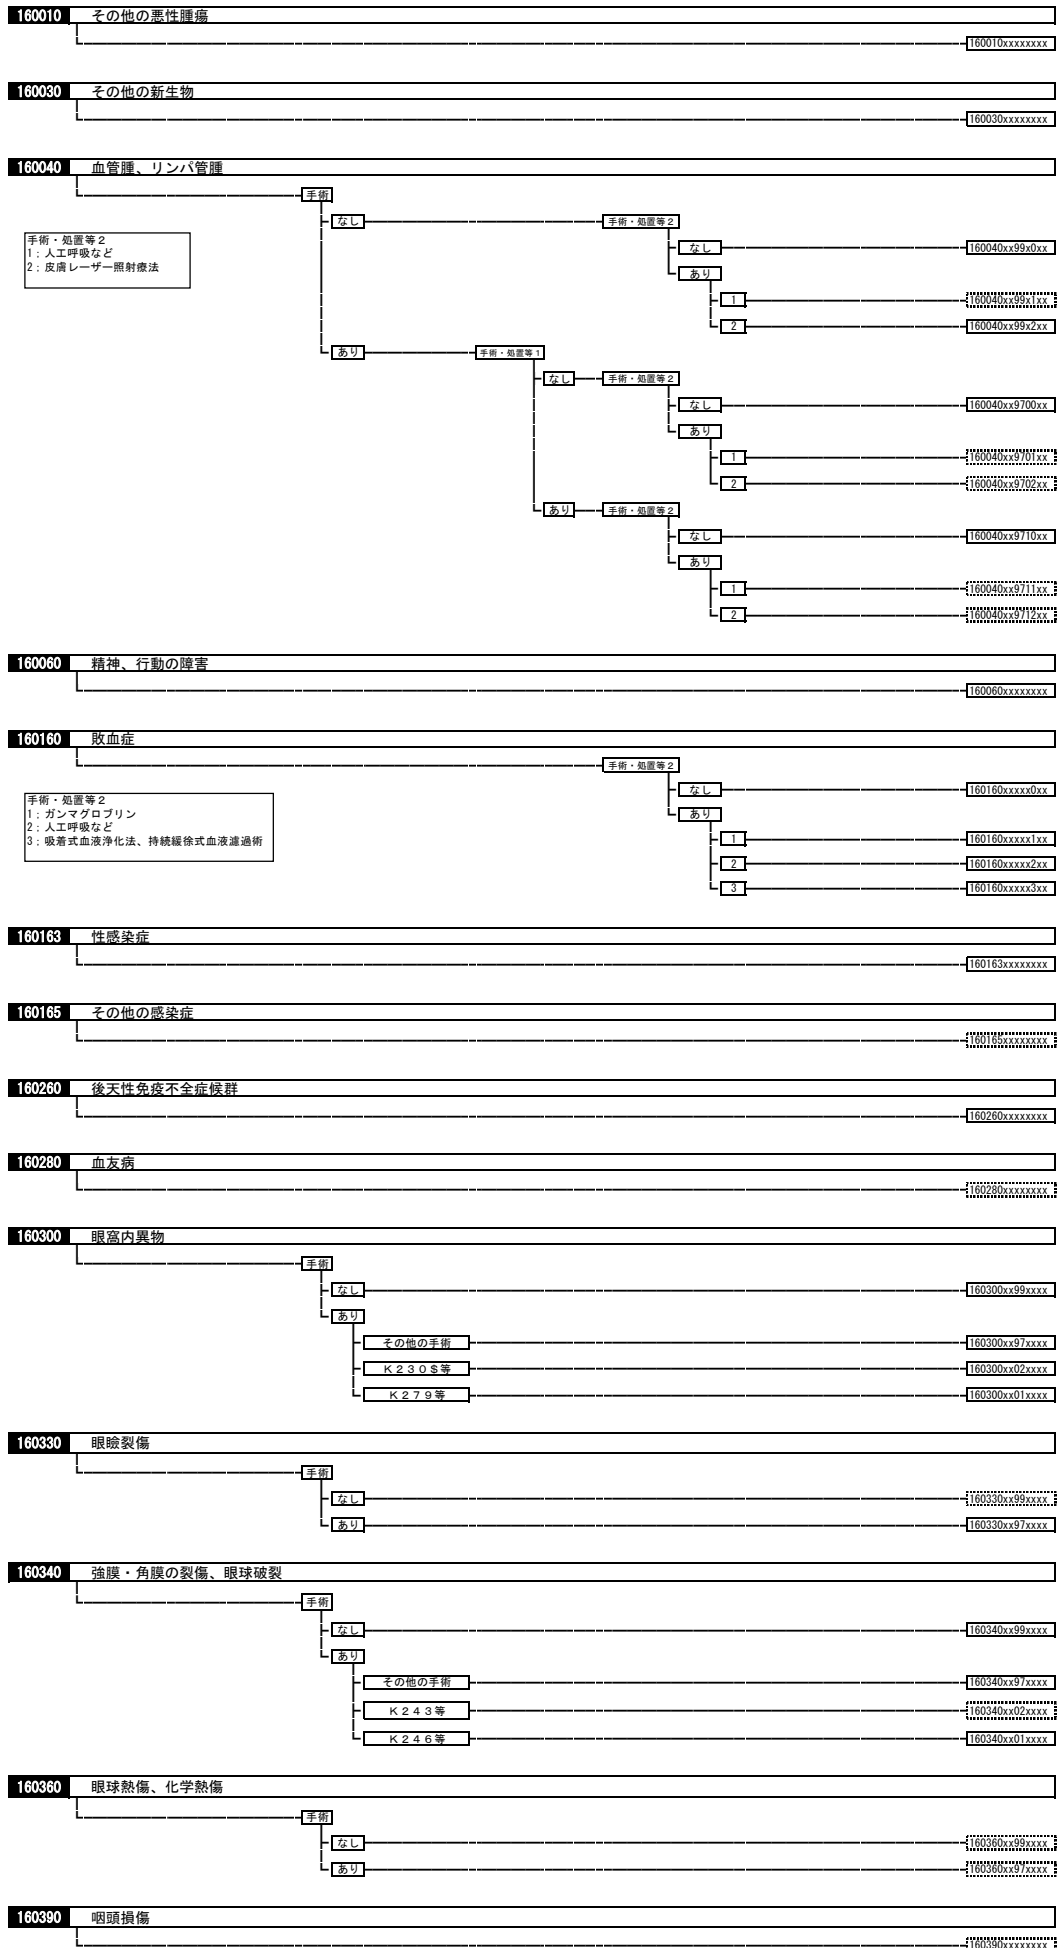 160010 その他の悪性腫瘍
160010xxxxxxxx
160030 その他の新生物
160030xxxxxxxx
160040 血管腫、リンパ管腫
手術
なし 手術・処置等2
手術・処置等2
1；人工呼吸など
2；皮膚レーザー照射療法
なし 160040xx99x0xx
あり
1 160040xx99x1xx
2 160040xx99x2xx
あり 手術・処置等1
なし 手術・処置等2
なし 160040xx9700xx
あり
1 160040xx9701xx
2 160040xx9702xx
あり 手術・処置等2
なし 160040xx9710xx
あり
1 160040xx9711xx
2 160040xx9712xx
160060 精神、行動の障害
160060xxxxxxxx
160160 敗血症
手術・処置等2
手術・処置等2
1；ガンマグロブリン
2；人工呼吸など
3；吸着式血液浄化法、持続緩徐式血液濾過術
なし 160160xxxxx0xx
あり
1 160160xxxxx1xx
2 160160xxxxx2xx
3 160160xxxxx3xx
160163 性感染症
160163xxxxxxxx
160165 その他の感染症
160165xxxxxxxx
160260 後天性免疫不全症候群
160260xxxxxxxx
160280 血友病
160280xxxxxxxx
160300 眼窩内異物
手術
なし 160300xx99xxxx
あり
その他の手術 160300xx97xxxx
K230$等 160300xx02xxxx
K279等 160300xx01xxxx
160330 眼瞼裂傷
手術
なし 160330xx99xxxx
あり 160330xx97xxxx
160340 強膜・角膜の裂傷、眼球破裂
手術
なし 160340xx99xxxx
あり
その他の手術 160340xx97xxxx
K243等 160340xx02xxxx
K246等 160340xx01xxxx
160360 眼球熱傷、化学熱傷
手術
なし 160360xx99xxxx
あり 160360xx97xxxx
160390 咽頭損傷
160390xxxxxxxx